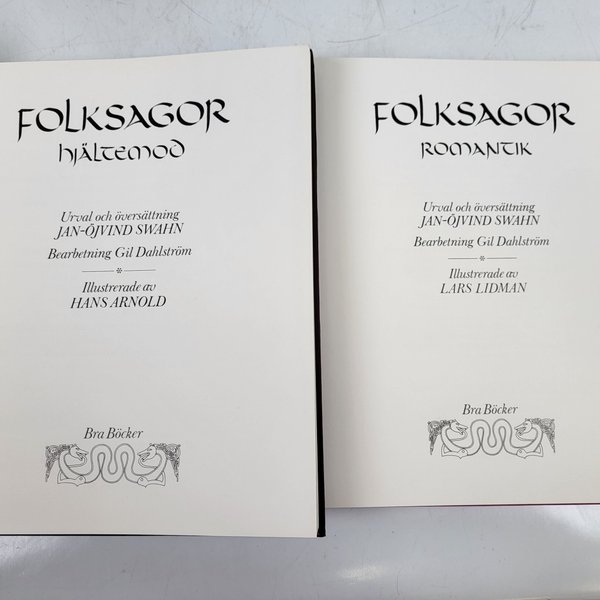 FOLKSAGOR
hjältemod
Urval och översättning
JAN-ÖJVIND SWAHN
Bearbetning Gil Dahlström
Illustrerade av
HANS ARNOLD
Bra Böcker
FOLKSAGOR
ROMANTIK
Urval och översättning
JAN-ÖJVIND SWAHN
Bearbetning Gil Dahlström
Illustrerade av
LARS LIDMAN
Bra Böcker